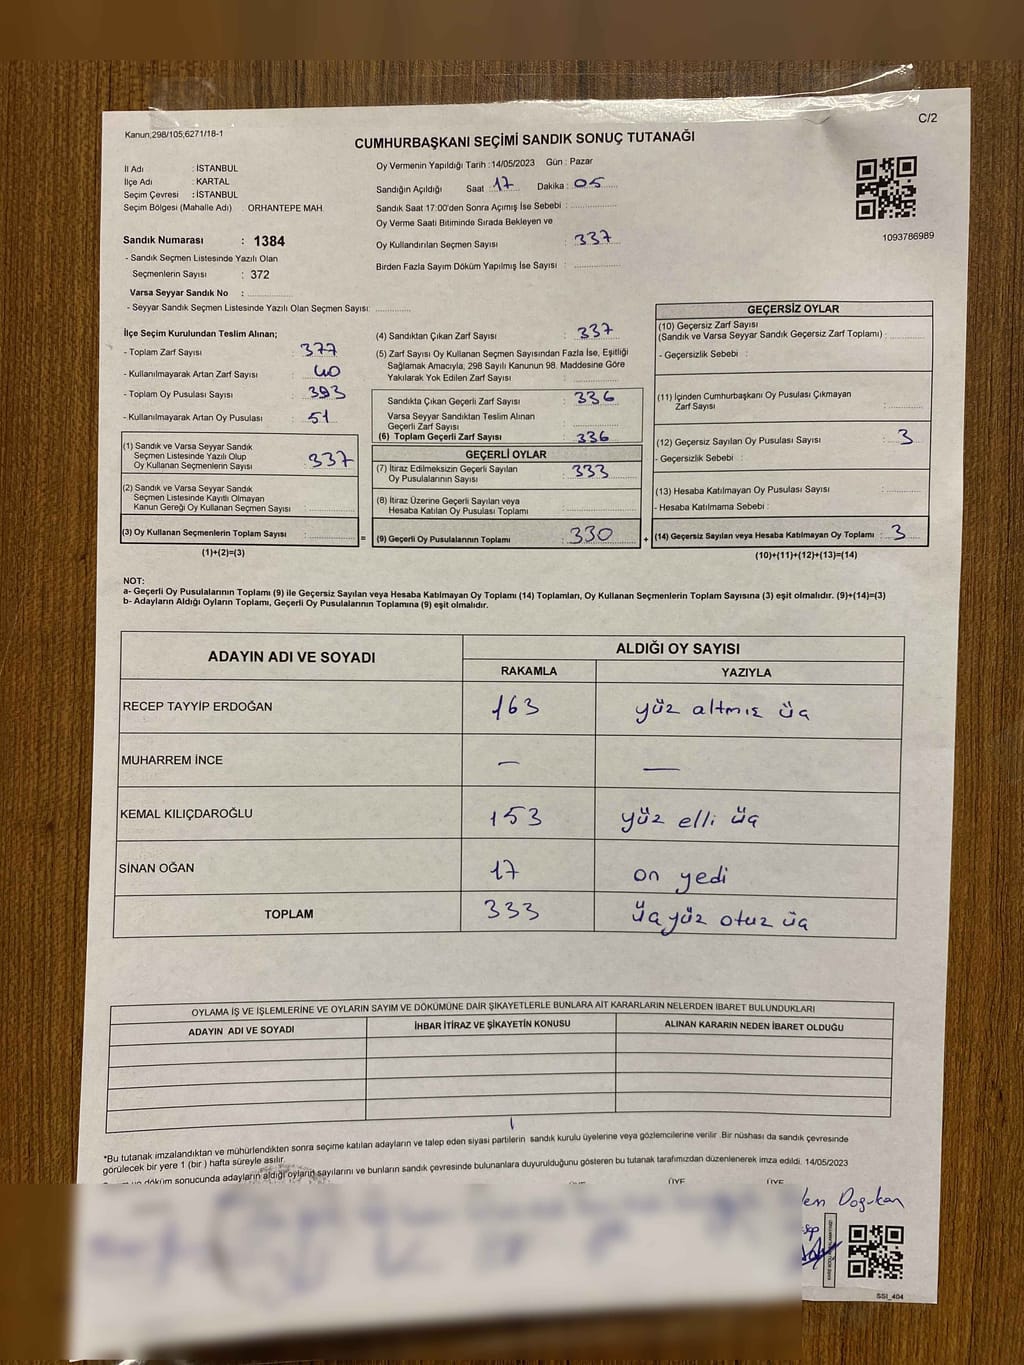 C/2
Kanun;298/105;6271/18-1
CUMHURBAŞKANI SEÇİMİ SANDIK SONUÇ TUTANAĞI
İl Adı : İSTANBUL
İlçe Adı : KARTAL
Seçim Çevresi : İSTANBUL
Seçim Bölgesi (Mahalle Adı) ORHANTEPE MAH.
Sandık Numarası : 1384
- Sandık Seçmen Listesinde Yazılı Olan
Seçmenlerin Sayısı : 372
Varsa Seyyar Sandık No :
- Seyyar Sandık Seçmen Listesinde Yazılı Olan Seçmen Sayısı:
Oy Vermenin Yapıldığı Tarih : 14/05/2023 Gün : Pazar
Sandığın Açıldığı Saat : 17 Dakika : 05
Sandık Saat 17:00'den Sonra Açımış İse Sebebi :
Oy Verme Saati Bitiminde Sırada Bekleyen ve
Oy Kullandırılan Seçmen Sayısı : 337
Birden Fazla Sayım Döküm Yapılmış İse Sayısı :
1093786989
İlçe Seçim Kurulundan Teslim Alınan;
- Toplam Zarf Sayısı : 377
- Kullanılmayarak Artan Zarf Sayısı : 40
- Toplam Oy Pusulası Sayısı : 393
- Kullanılmayarak Artan Oy Pusulası : 51
(1) Sandık ve Varsa Seyyar Sandık
Seçmen Listesinde Yazılı Olup
Oy Kullanan Seçmenlerin Sayısı : 337
(2) Sandık ve Varsa Seyyar Sandık
Seçmen Listesinde Kayıtlı Olmayan
Kanun Gereği Oy Kullanan Seçmen Sayısı :
(3) Oy Kullanan Seçmenlerin Toplam Sayısı : =
(1)+(2)=(3)
(4) Sandıktan Çıkan Zarf Sayısı : 337
(5) Zarf Sayısı Oy Kullanan Seçmen Sayısından Fazla İse, Eşitliği
Sağlamak Amacıyla; 298 Sayılı Kanunun 98. Maddesine Göre
Yakılarak Yok Edilen Zarf Sayısı :
Sandıkta Çıkan Geçerli Zarf Sayısı : 336
Varsa Seyyar Sandıktan Teslim Alınan
Geçerli Zarf Sayısı :
(6) Toplam Geçerli Zarf Sayısı : 336
GEÇERLİ OYLAR
(7) İtiraz Edilmeksizin Geçerli Sayılan
Oy Pusulalarının Sayısı : 333
(8) İtiraz Üzerine Geçerli Sayılan veya
Hesaba Katılan Oy Pusulası Toplamı :
(9) Geçerli Oy Pusulalarının Toplamı : 330 +
GEÇERSİZ OYLAR
(10) Geçersiz Zarf Sayısı
(Sandık ve Varsa Seyyar Sandık Geçersiz Zarf Toplamı) :
- Geçersizlik Sebebi :
(11) İçinden Cumhurbaşkanı Oy Pusulası Çıkmayan
Zarf Sayısı :
(12) Geçersiz Sayılan Oy Pusulası Sayısı : 3
- Geçersizlik Sebebi :
(13) Hesaba Katılmayan Oy Pusulası Sayısı :
- Hesaba Katılmama Sebebi :
(14) Geçersiz Sayılan veya Hesaba Katılmayan Oy Toplamı : 3
(10)+(11)+(12)+(13)=(14)
NOT:
a- Geçerli Oy Pusulalarının Toplamı (9) ile Geçersiz Sayılan veya Hesaba Katılmayan Oy Toplamı (14) Toplamları, Oy Kullanan Seçmenlerin Toplam Sayısına (3) eşit olmalıdır. (9)+(14)=(3)
b- Adayların Aldığı Oyların Toplamı, Geçerli Oy Pusulalarının Toplamına (9) eşit olmalıdır.
ADAYIN ADI VE SOYADI ALDIĞI OY SAYISI
RAKAMLA YAZIYLA
RECEP TAYYİP ERDOĞAN 163 yüz altmış üç
MUHARREM İNCE — —
KEMAL KILIÇDAROĞLU 153 yüz elli üç
SİNAN OĞAN 17 on yedi
TOPLAM 333 üçyüz otuz üç
OYLAMA İŞ VE İŞLEMLERİNE VE OYLARIN SAYIM VE DÖKÜMÜNE DAİR ŞİKAYETLERLE BUNLARA AİT KARARLARIN NELERDEN İBARET BULUNDUKLARI
ADAYIN ADI VE SOYADI İHBAR İTİRAZ VE ŞİKAYETİN KONUSU ALINAN KARARIN NEDEN İBARET OLDUĞU
*Bu tutanak imzalandıktan ve mühürlendikten sonra seçime katılan adayların ve talep eden siyasi partilerin sandık kurulu üyelerine veya gözlemcilerine verilir .Bir nüshası da sandık çevresinde
görülecek bir yere 1 (bir ) hafta süreyle asılır.
döküm sonucunda adayların aldığı oyların sayılarını ve bunların sandık çevresinde bulunanlara duyurulduğunu gösteren bu tutanak tarafımızdan düzenlenerek imza edildi. 14/05/2023
ÜYE ÜYE
Doğukan
SSI_404